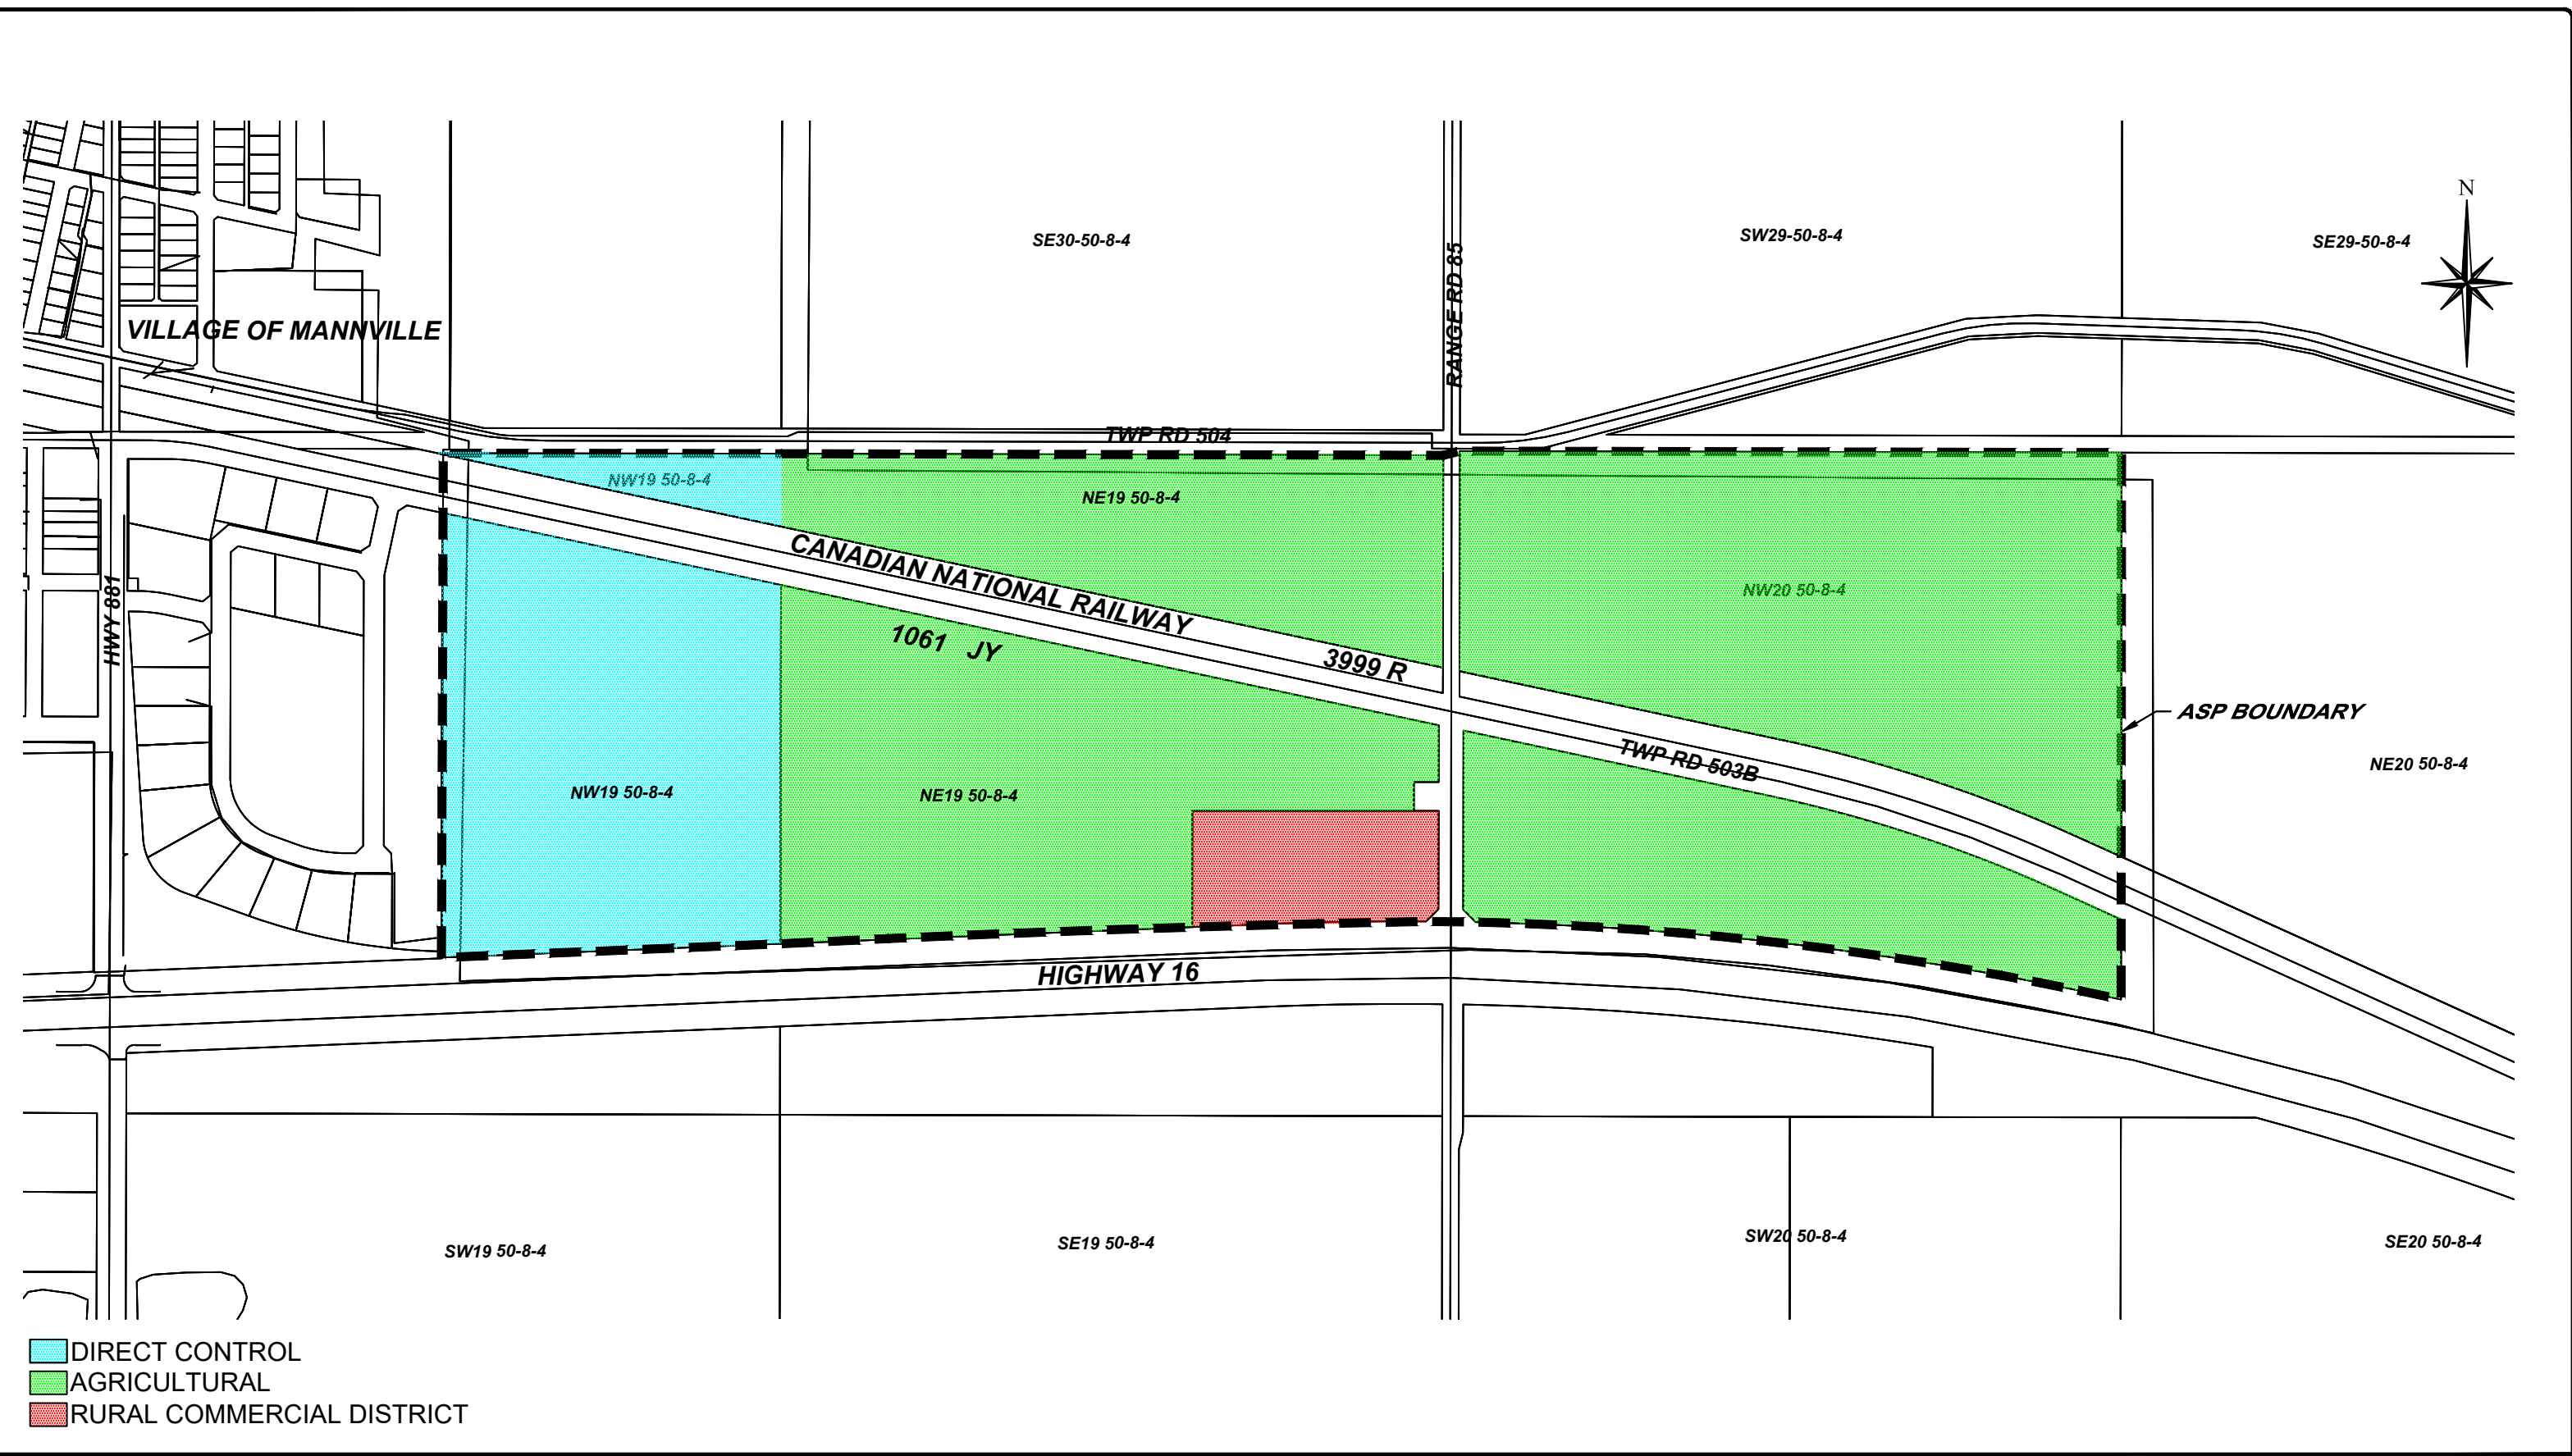 N
SE30-50-8-4
SW29-50-8-4
SE29-50-8-4
RANGE RD 85
VILLAGE OF MANNVILLE
TWP RD 504
NW19 50-8-4
NE19 50-8-4
NW20 50-8-4
CANADIAN NATIONAL RAILWAY
HWY 881
1061 JY
3999 R
ASP BOUNDARY
TWP RD 503B
NE20 50-8-4
NW19 50-8-4
NE19 50-8-4
HIGHWAY 16
SW19 50-8-4
SE19 50-8-4
SW20 50-8-4
SE20 50-8-4
DIRECT CONTROL
AGRICULTURAL
RURAL COMMERCIAL DISTRICT